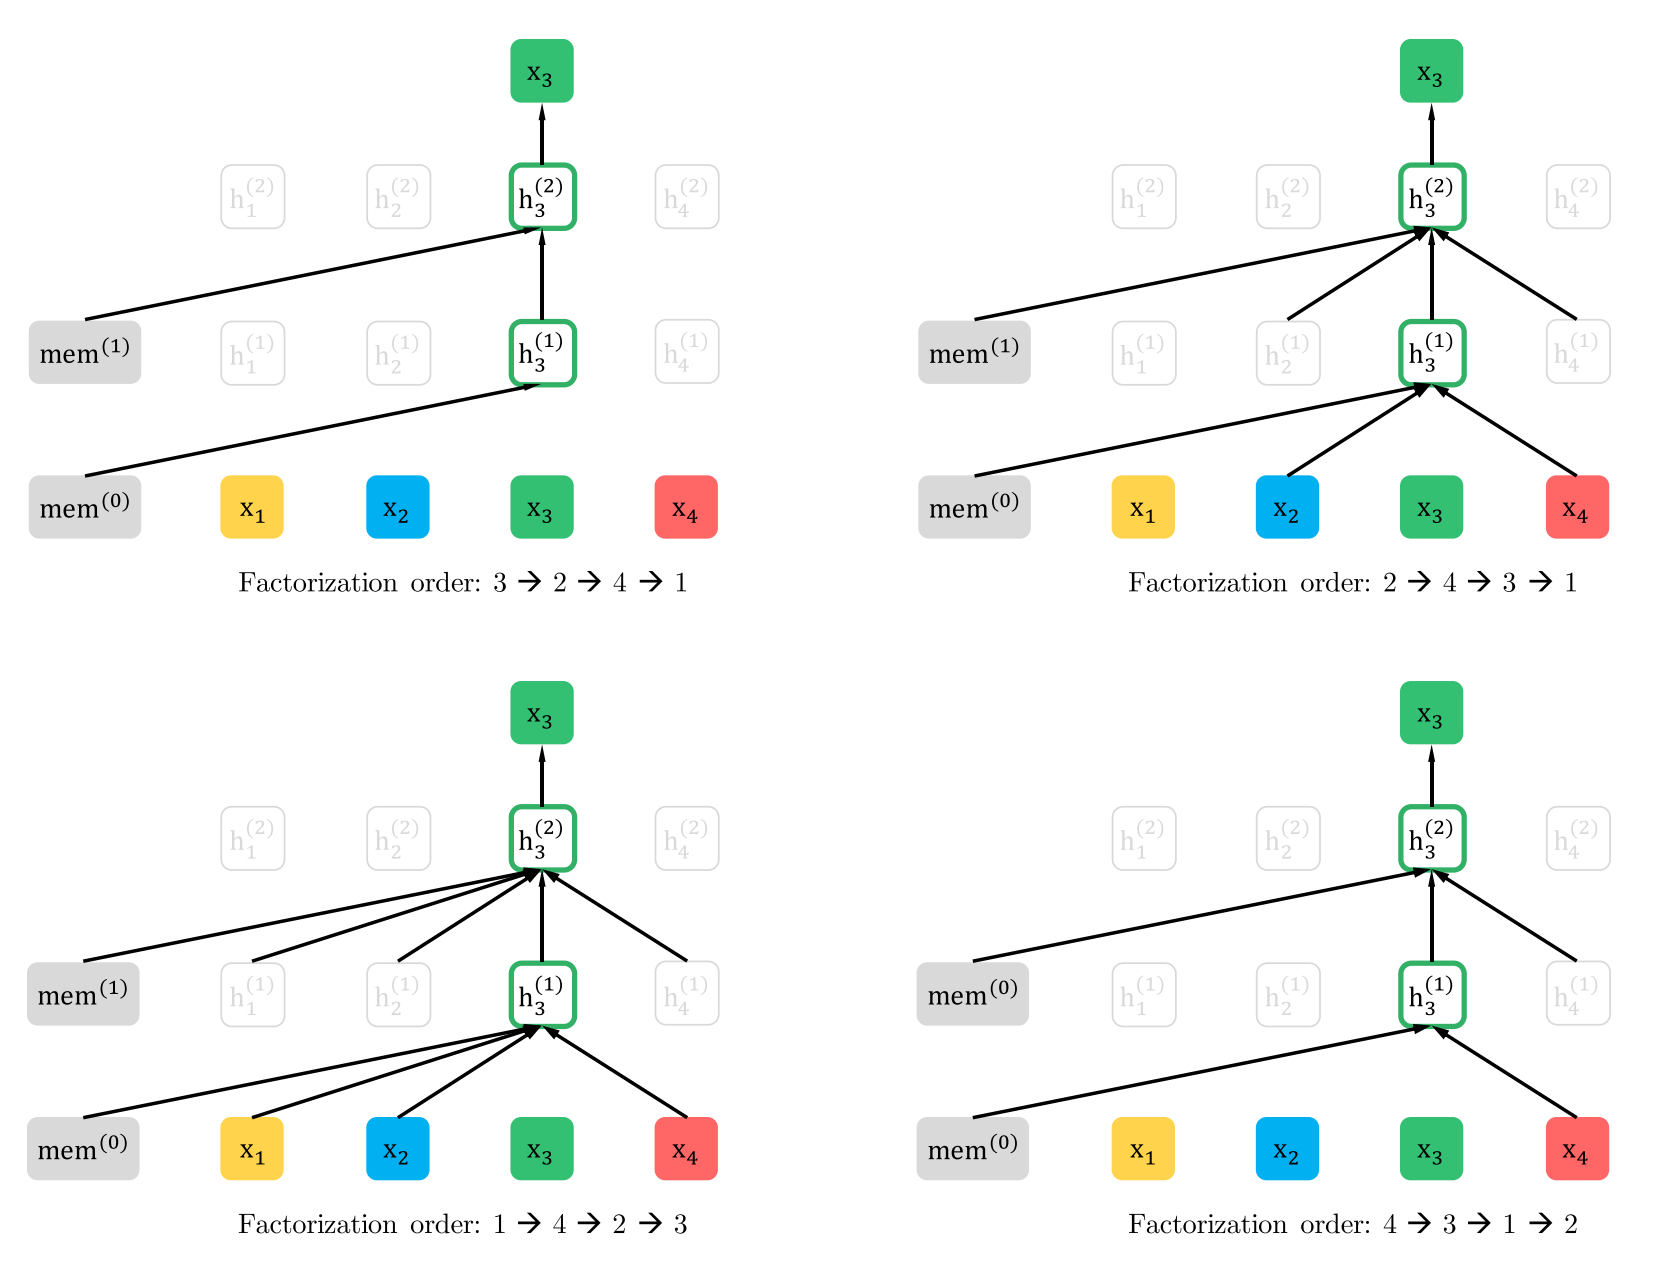 x₃ x₃
h₁⁽²⁾ h₂⁽²⁾ h₃⁽²⁾ h₄⁽²⁾ h₁⁽²⁾ h₂⁽²⁾ h₃⁽²⁾ h₄⁽²⁾
mem⁽¹⁾ h₁⁽¹⁾ h₂⁽¹⁾ h₃⁽¹⁾ h₄⁽¹⁾ mem⁽¹⁾ h₁⁽¹⁾ h₂⁽¹⁾ h₃⁽¹⁾ h₄⁽¹⁾
mem⁽⁰⁾ x₁ x₂ x₃ x₄ mem⁽⁰⁾ x₁ x₂ x₃ x₄
Factorization order: 3 → 2 → 4 → 1 Factorization order: 2 → 4 → 3 → 1
x₃ x₃
h₁⁽²⁾ h₂⁽²⁾ h₃⁽²⁾ h₄⁽²⁾ h₁⁽²⁾ h₂⁽²⁾ h₃⁽²⁾ h₄⁽²⁾
mem⁽¹⁾ h₁⁽¹⁾ h₂⁽¹⁾ h₃⁽¹⁾ h₄⁽¹⁾ mem⁽⁰⁾ h₁⁽¹⁾ h₂⁽¹⁾ h₃⁽¹⁾ h₄⁽¹⁾
mem⁽⁰⁾ x₁ x₂ x₃ x₄ mem⁽⁰⁾ x₁ x₂ x₃ x₄
Factorization order: 1 → 4 → 2 → 3 Factorization order: 4 → 3 → 1 → 2